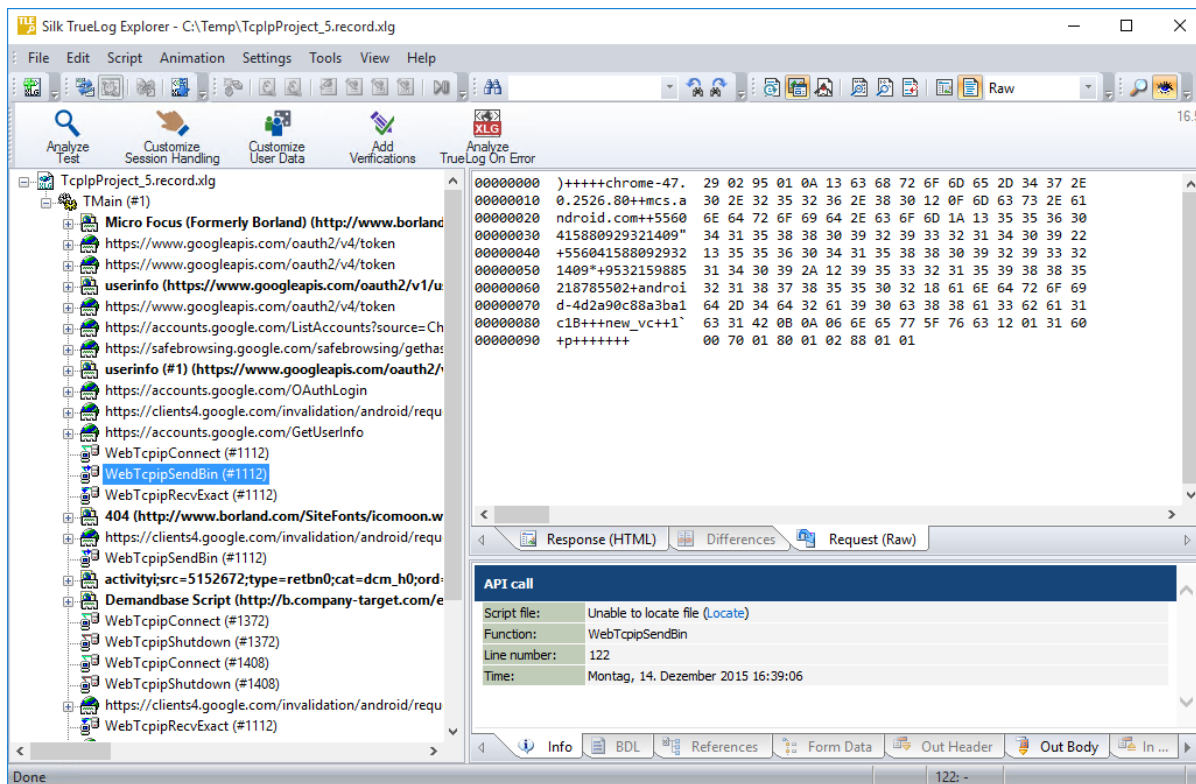 Silk TrueLog Explorer - C:\Temp\TcpIpProject_5.record.xlg
File Edit Script Animation Settings Tools View Help
Raw
Analyze Test
Customize Session Handling
Customize User Data
Add Verifications
Analyze TrueLog On Error
XLG
16.5
TcpIpProject_5.record.xlg
TMain (#1)
Micro Focus (Formerly Borland) (http://www.borland
https://www.googleapis.com/oauth2/v4/token
https://www.googleapis.com/oauth2/v4/token
userinfo (https://www.googleapis.com/oauth2/v1/u
https://www.googleapis.com/oauth2/v4/token
https://accounts.google.com/ListAccounts?source=Ch
https://safebrowsing.google.com/safebrowsing/gethas
userinfo (#1) (https://www.googleapis.com/oauth2/
https://accounts.google.com/OAuthLogin
https://clients4.google.com/invalidation/android/requ
https://accounts.google.com/GetUserInfo
WebTcpipConnect (#1112)
WebTcpipSendBin (#1112)
WebTcpipRecvExact (#1112)
404 (http://www.borland.com/SiteFonts/icomoon.w
https://clients4.google.com/invalidation/android/requ
WebTcpipSendBin (#1112)
activityi;src=5152672;type=retbn0;cat=dcm_h0;ord=
Demandbase Script (http://b.company-target.com/e
WebTcpipConnect (#1372)
WebTcpipShutdown (#1372)
WebTcpipConnect (#1408)
WebTcpipShutdown (#1408)
https://clients4.google.com/invalidation/android/requ
WebTcpipRecvExact (#1112)
00000000 )+++++chrome-47. 29 02 95 01 0A 13 63 68 72 6F 6D 65 2D 34 37 2E
00000010 0.2526.80++mcs.a 30 2E 32 35 32 36 2E 38 30 12 0F 6D 63 73 2E 61
00000020 ndroid.com++5560 6E 64 72 6F 69 64 2E 63 6F 6D 1A 13 35 35 36 30
00000030 415880929321409" 34 31 35 38 38 30 39 32 39 33 32 31 34 30 39 22
00000040 +556041588092932 13 35 35 36 30 34 31 35 38 38 30 39 32 39 33 32
00000050 1409*+9532159885 31 34 30 39 2A 12 39 35 33 32 31 35 39 38 38 35
00000060 218785502+androi 32 31 38 37 38 35 35 30 32 18 61 6E 64 72 6F 69
00000070 d-4d2a90c88a3ba1 64 2D 34 64 32 61 39 30 63 38 38 61 33 62 61 31
00000080 c1B+++new_vc++1` 63 31 42 0B 0A 06 6E 65 77 5F 76 63 12 01 31 60
00000090 +p+++++++ 00 70 01 80 01 02 88 01 01
Response (HTML) Differences Request (Raw)
API call
Script file: Unable to locate file (Locate)
Function: WebTcpipSendBin
Line number: 122
Time: Montag, 14. Dezember 2015 16:39:06
Info BDL References Form Data Out Header Out Body In ...
Done 122: -